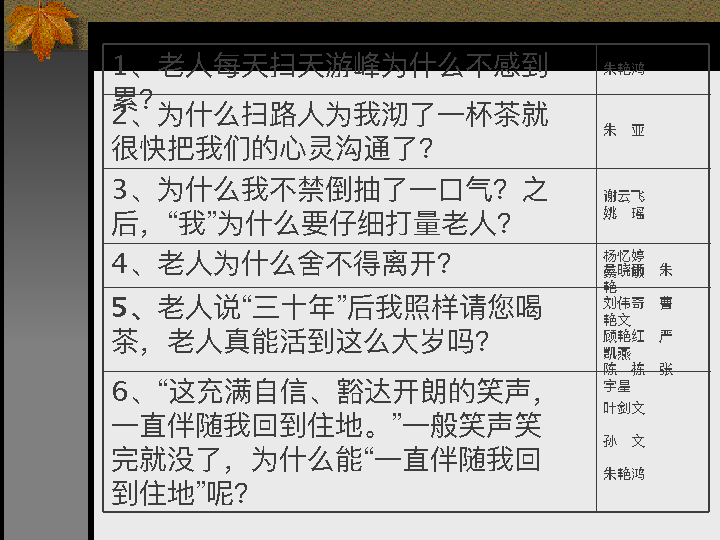 1、老人每天扫天游峰为什么不感到
累？
朱艳鸿
2、为什么扫路人为我沏了一杯茶就
很快把我们的心灵沟通了？
朱　亚
3、为什么我不禁倒抽了一口气？之
后，“我”为什么要仔细打量老人？
谢云飞
姚　瑶
4、老人为什么舍不得离开？
杨忆婷
朱
艳
5、老人说“三十年”后我照样请您喝
茶，老人真能活到这么大岁吗？
刘伟哥　曹
艳文
顾艳红　严
凯燕
陈　栋　张
宇星
6、“这充满自信、豁达开朗的笑声，
一直伴随我回到住地。”一般笑声笑
完就没了，为什么能“一直伴随我回
到住地”呢？
叶剑文
孙　文
朱艳鸿